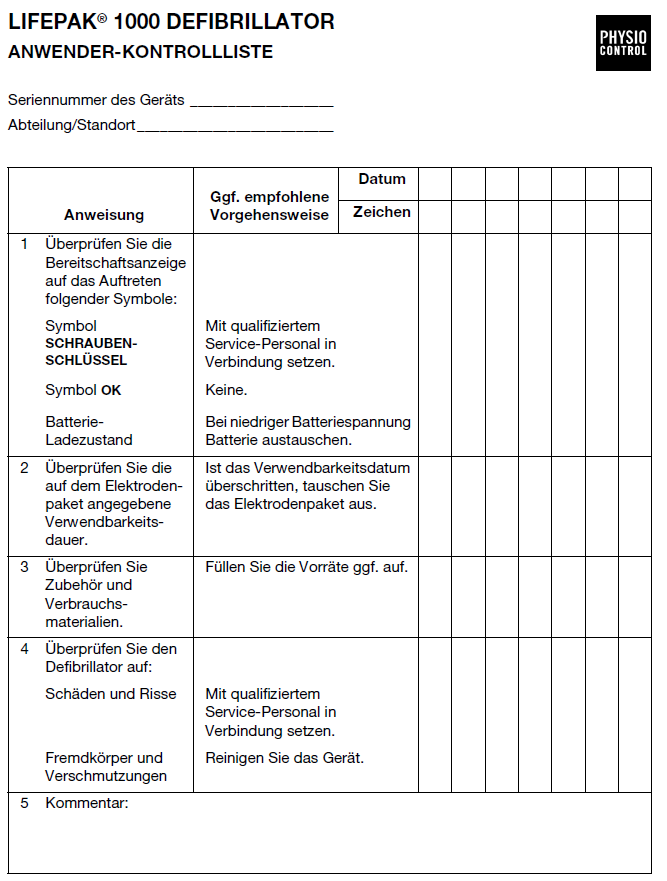 LIFEPAK® 1000 DEFIBRILLATOR
ANWENDER-KONTROLLLISTE
PHYSIO
CONTROL
Seriennummer des Geräts ___________________
Abteilung/Standort__________________________
Anweisung
Ggf. empfohlene
Vorgehensweise
Datum
Zeichen
1 Überprüfen Sie die
Bereitschaftsanzeige
auf das Auftreten
folgender Symbole:
Symbol
SCHRAUBEN-
SCHLÜSSEL
Mit qualifiziertem
Service-Personal in
Verbindung setzen.
Symbol OK
Keine.
Batterie-
Ladezustand
Bei niedriger Batteriespannung
Batterie austauschen.
2 Überprüfen Sie die
auf dem Elektroden-
paket angegebene
Verwendbarkeits-
dauer.
Ist das Verwendbarkeitsdatum
überschritten, tauschen Sie
das Elektrodenpaket aus.
3 Überprüfen Sie
Zubehör und
Verbrauchs-
materialien.
Füllen Sie die Vorräte ggf. auf.
4 Überprüfen Sie den
Defibrillator auf:
Schäden und Risse
Mit qualifiziertem
Service-Personal in
Verbindung setzen.
Fremdkörper und
Verschmutzungen
Reinigen Sie das Gerät.
5 Kommentar: